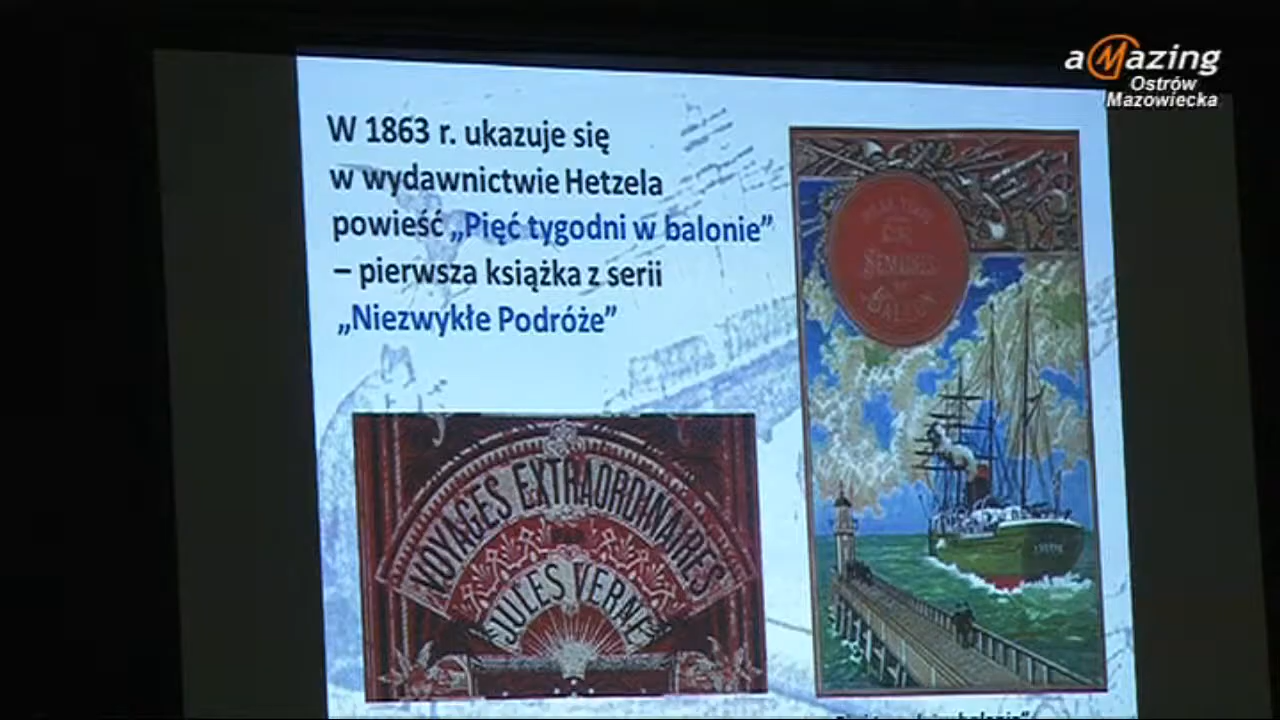 aMazing
Ostrów
Mazowiecka
W 1863 r. ukazuje się
w wydawnictwie Hetzela
powieść „Pięć tygodni w balonie”
– pierwsza książka z serii
„Niezwykłe Podróże”
VOYAGES EXTRAORDINAIRES
JULES VERNE
SEMAINES